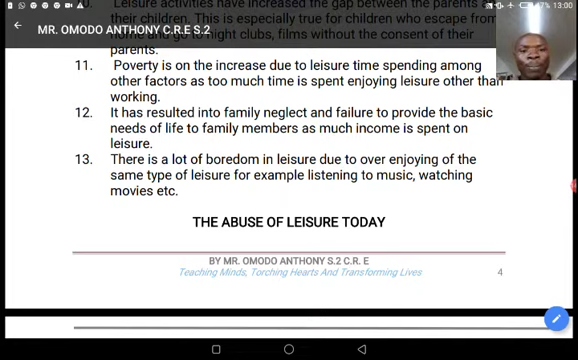 13:00
MR. OMODO ANTHONY C.R.E S.2
10. Leisure activities have increased the gap between the parents
their children. This is especially true for children who escape from
home and go to night clubs, films without the consent of their
parents.
11. Poverty is on the increase due to leisure time spending among
other factors as too much time is spent enjoying leisure other than
working.
12. It has resulted into family neglect and failure to provide the basic
needs of life to family members as much income is spent on
leisure.
13. There is a lot of boredom in leisure due to over enjoying of the
same type of leisure for example listening to music, watching
movies etc.
THE ABUSE OF LEISURE TODAY
BY MR. OMODO ANTHONY S.2 C.R. E
Teaching Minds, Torching Hearts And Transforming Lives
4